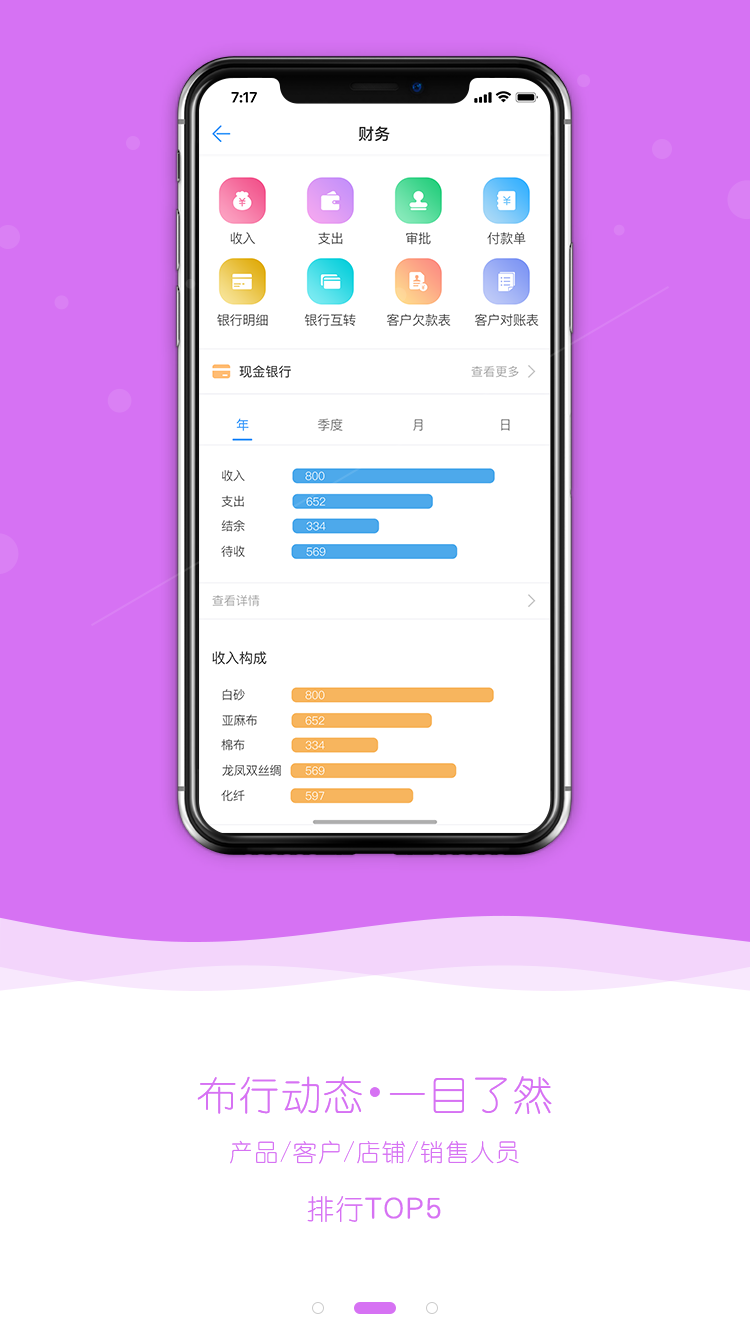 7:17
财务
收入 支出 审批 付款单
银行明细 银行互转 客户欠款表 客户对账表
现金银行 查看更多
年 季度 月 日
收入 800
支出 652
结余 334
待收 569
查看详情
收入构成
白砂 800
亚麻布 652
棉布 334
龙凤双丝绸 569
化纤 597
布行动态•一目了然
产品/客户/店铺/销售人员
排行TOP5